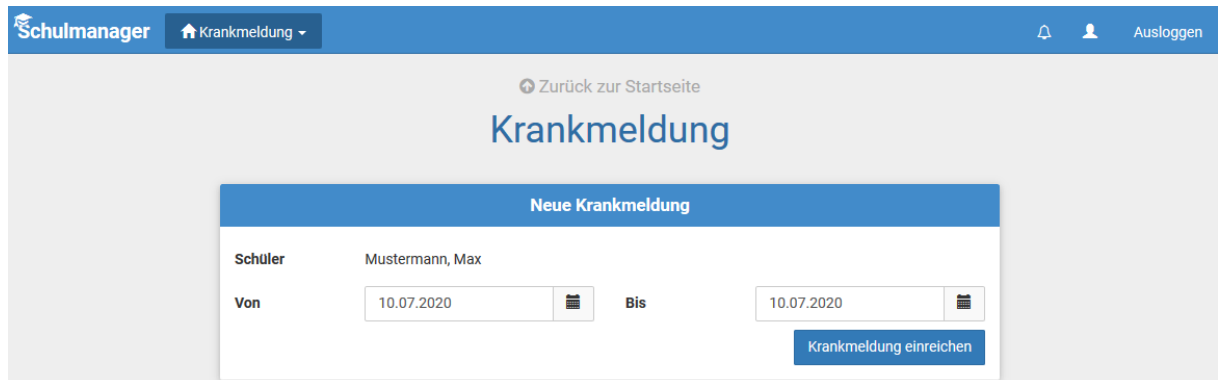 Schulmanager Krankmeldung Ausloggen
Zurück zur Startseite
Krankmeldung
Neue Krankmeldung
Schüler Mustermann, Max
Von 10.07.2020 Bis 10.07.2020
Krankmeldung einreichen